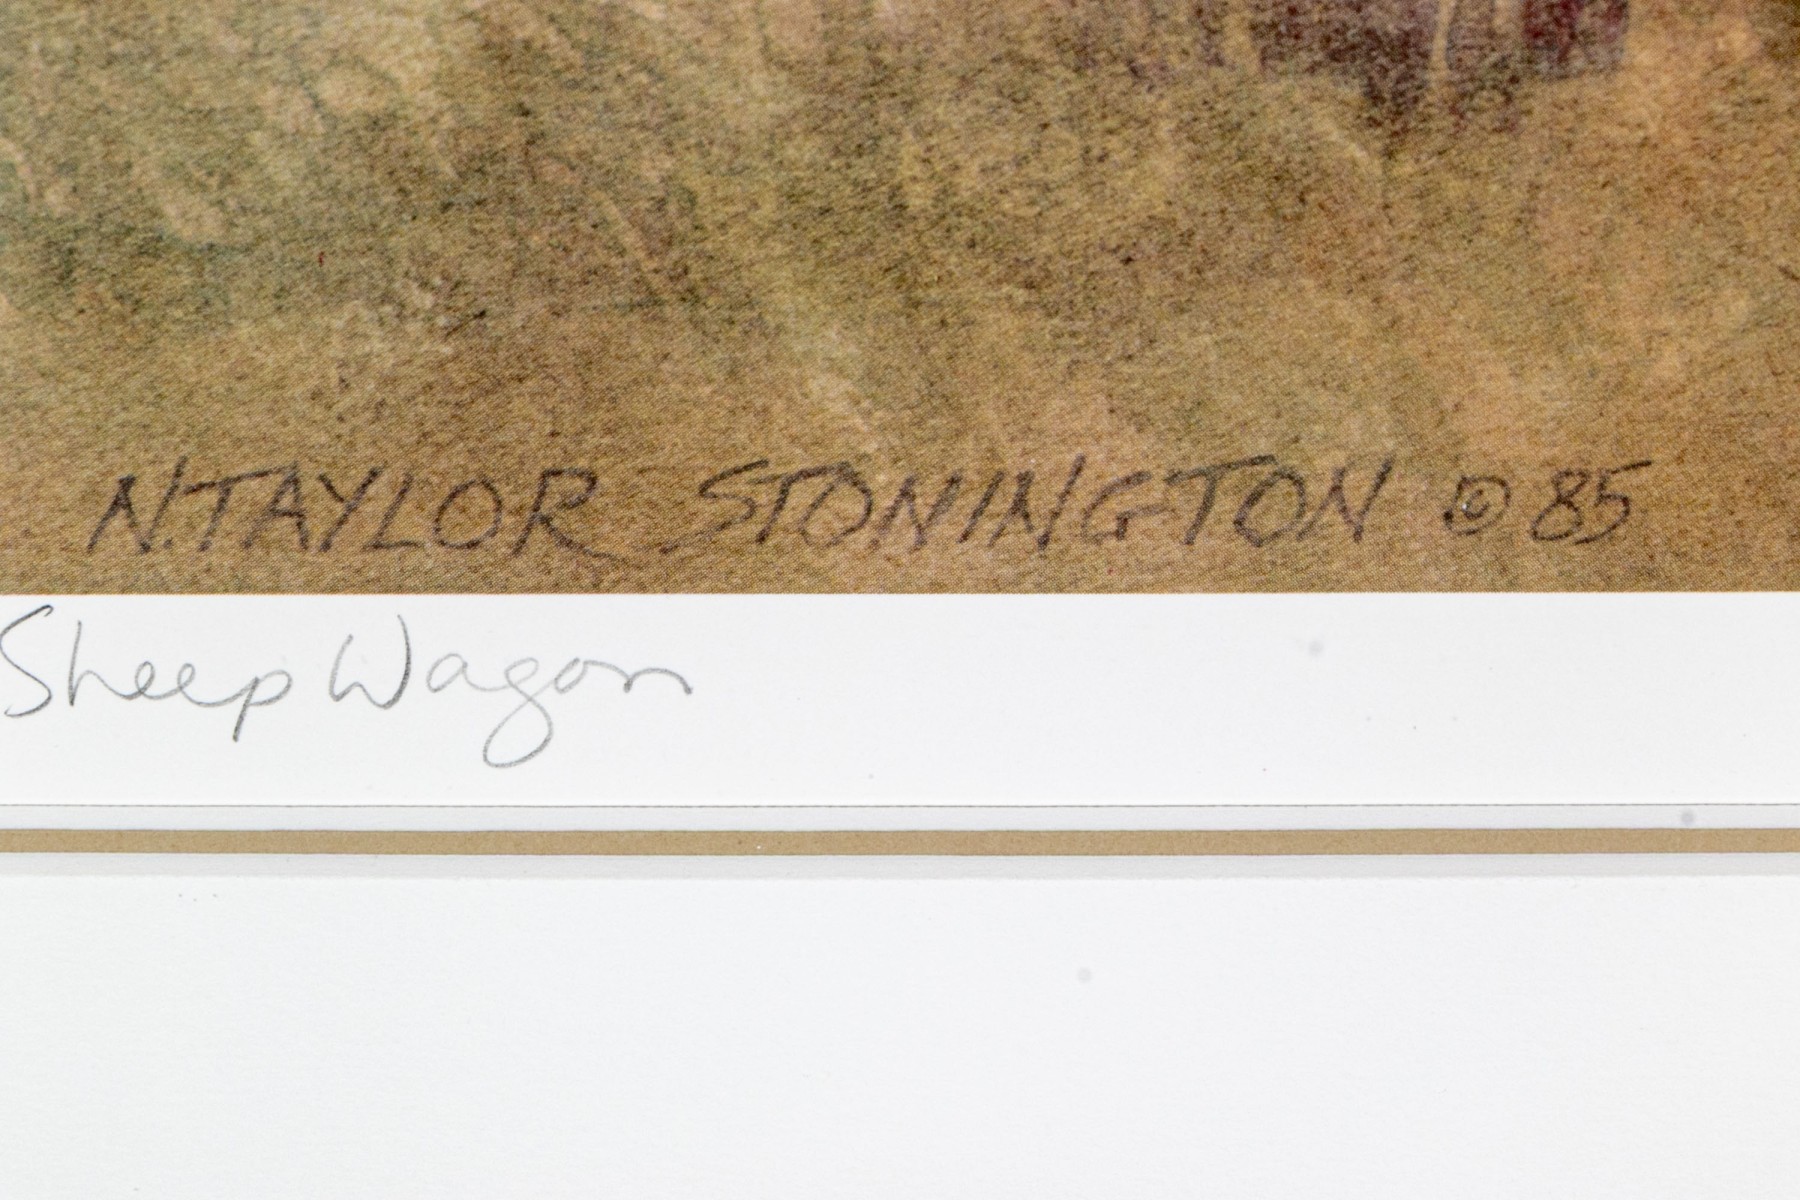 N. TAYLOR STONINGTON © 85
Sheep Wagon